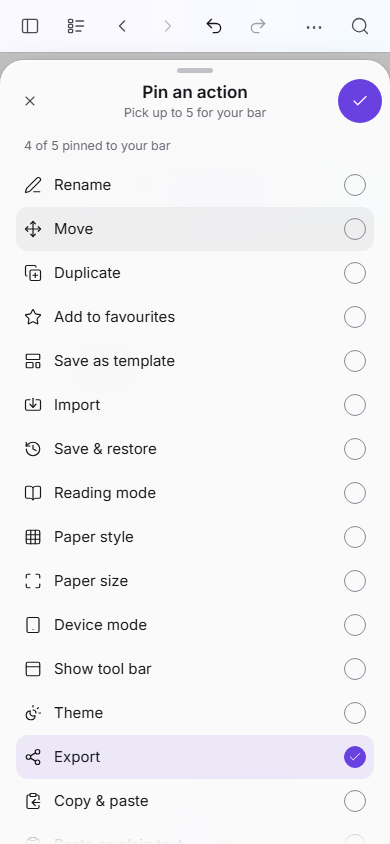 Pin an action
Pick up to 5 for your bar
4 of 5 pinned to your bar
Rename
Move
Duplicate
Add to favourites
Save as template
Import
Save & restore
Reading mode
Paper style
Paper size
Device mode
Show tool bar
Theme
Export
Copy & paste